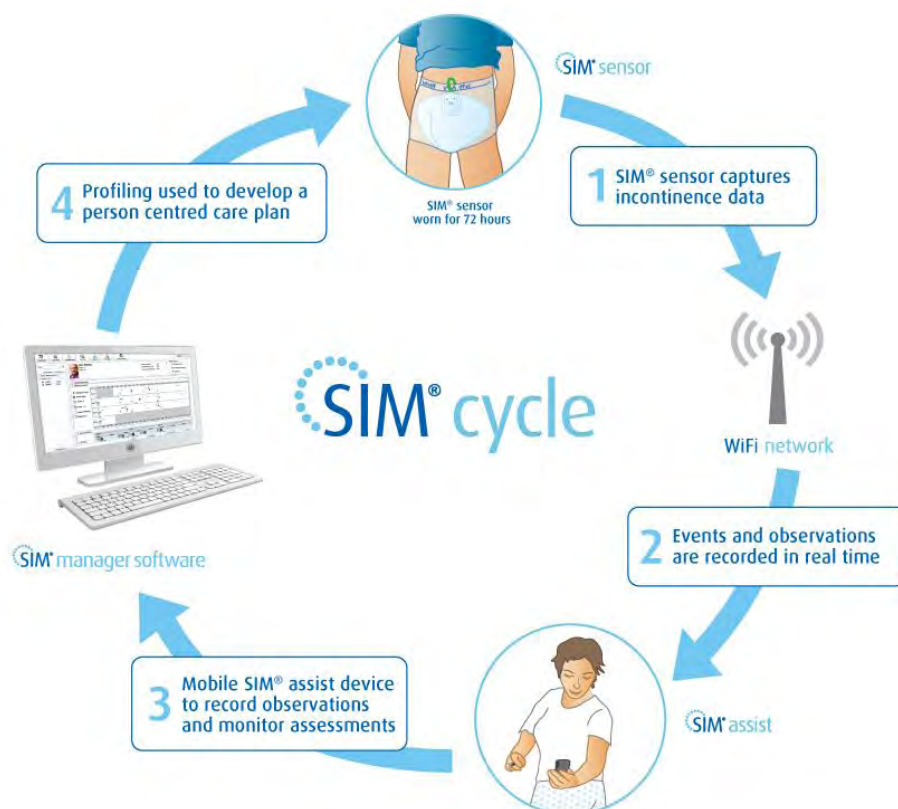 SIM® sensor
SIM® sensor
worn for 72 hours
1 SIM® sensor captures
incontinence data
WiFi network
2 Events and observations
are recorded in real time
SIM® assist
3 Mobile SIM® assist device
to record observations
and monitor assessments
SIM® manager software
4 Profiling used to develop a
person centred care plan
SIM® cycle